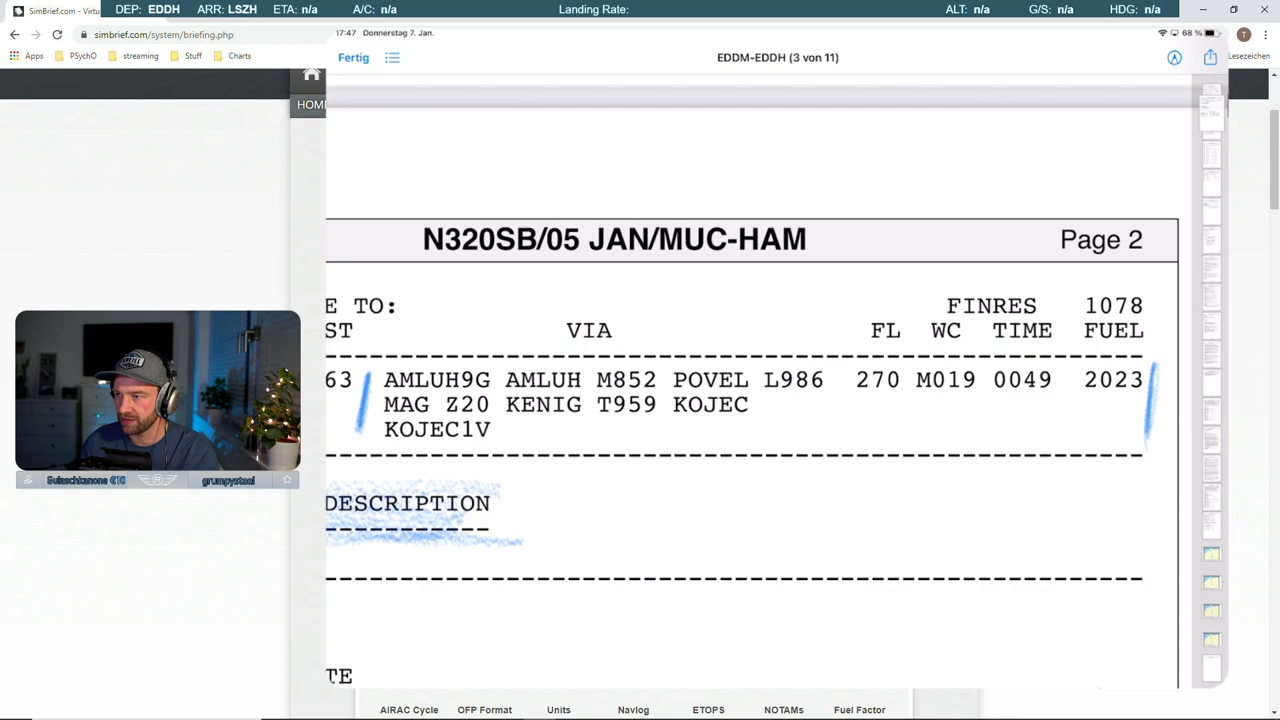 DEP: EDDH ARR: LSZH ETA: n/a A/C: n/a Landing Rate: ALT: n/a G/S: n/a HDG: n/a
SimBrief.com - Virtu
simbrief.com/system/briefing.php
T
Apps PSychO streaming Stuff Charts Lesezeichen
17:47 Donnerstag 7. Jan. 68 %
Fertig EDDM-EDDH (3 von 11)
HOME
N320SB/05 JAN/MUC-HAM Page 2
E TO: FINRES 1078
ST VIA FL WC TIME FUEL
63 AMLUH9G AMLUH M852 POVEL L986 270 M019 0049 2023
MAG Z20 KENIG T959 KOJEC
KOJEC1V
DESCRIPTION
TE
grumpystool
AIRAC Cycle OFP Format Units Navlog ETOPS NOTAMs Fuel Factor